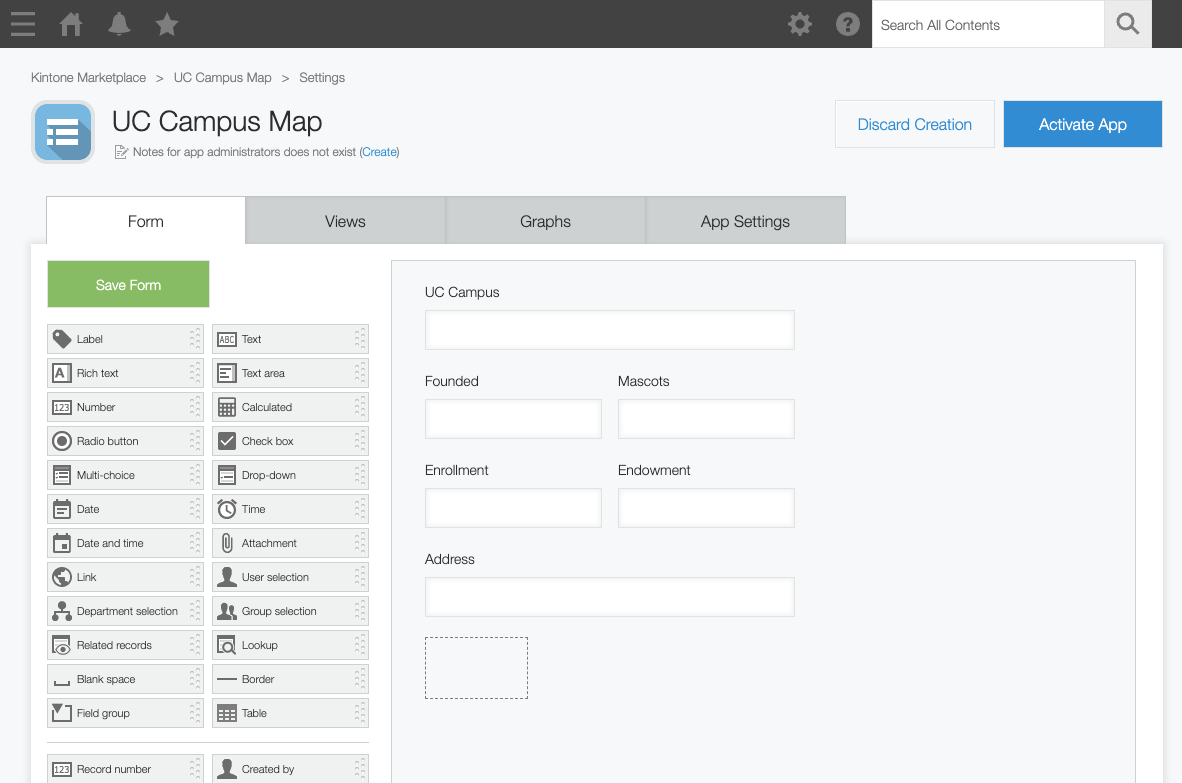 Search All Contents
Kintone Marketplace > UC Campus Map > Settings
UC Campus Map
Notes for app administrators does not exist (Create)
Discard Creation
Activate App
Form
Views
Graphs
App Settings
Save Form
Label
ABC Text
A Rich text
Text area
123 Number
Calculated
Radio button
Check box
Multi-choice
Drop-down
Date
Time
Date and time
Attachment
Link
User selection
Department selection
Group selection
Related records
Lookup
Blank space
Border
Field group
Table
123 Record number
Created by
UC Campus
Founded
Mascots
Enrollment
Endowment
Address